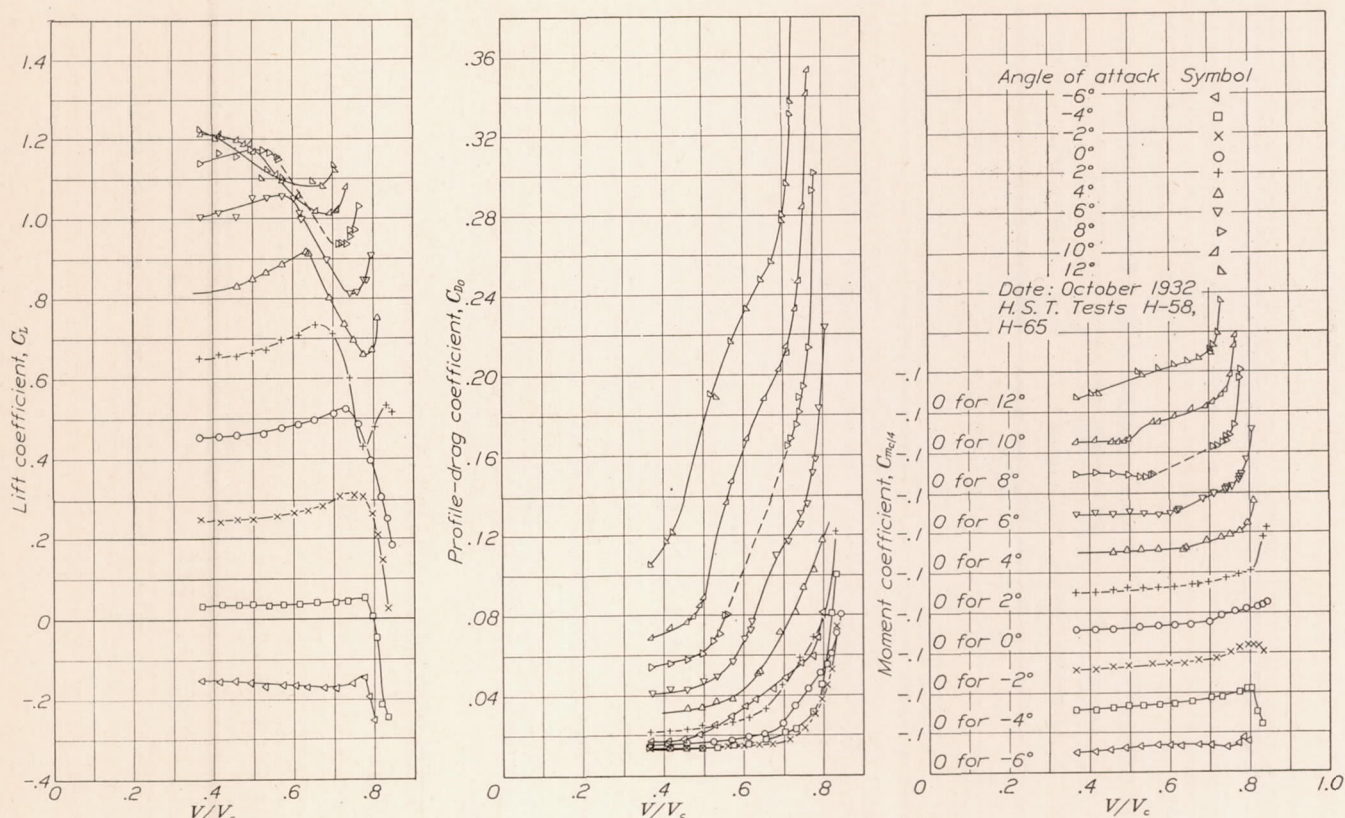 Lift coefficient, C_L
1.4
1.2
1.0
.8
.6
.4
.2
0
-.2
-.4
0 .2 .4 .6 .8
V/V_c
Profile-drag coefficient, C_D0
.36
.32
.28
.24
.20
.16
.12
.08
.04
0 .2 .4 .6 .8
V/V_c
Moment coefficient, C_mc/4
Angle of attack Symbol
-6°
-4°
-2°
0°
2°
4°
6°
8°
10°
12°
Date: October 1932
H.S.T. Tests H-58,
H-65
-.1
0 for 12°
-.1
0 for 10°
-.1
0 for 8°
-.1
0 for 6°
-.1
0 for 4°
-.1
0 for 2°
-.1
0 for 0°
-.1
0 for -2°
-.1
0 for -4°
-.1
0 for -6°
0 .2 .4 .6 .8 1.0
V/V_c